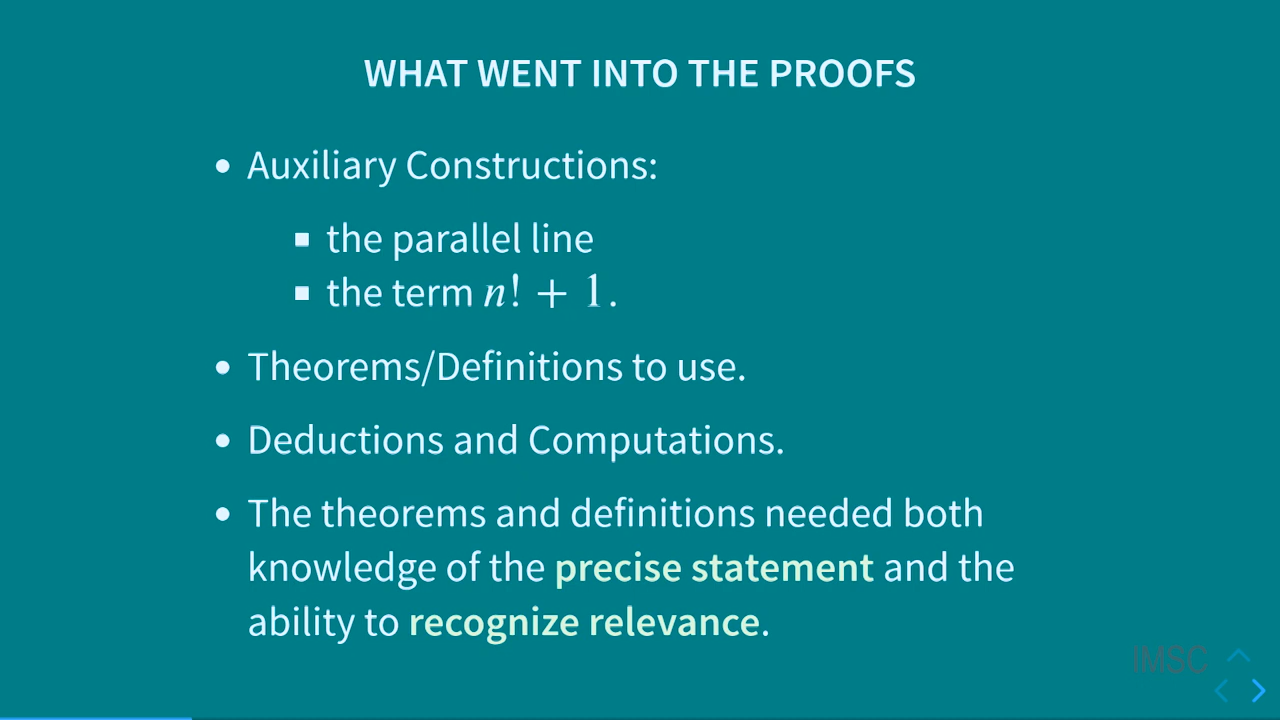 WHAT WENT INTO THE PROOFS
• Auxiliary Constructions:
▪ the parallel line
▪ the term n! + 1.
• Theorems/Definitions to use.
• Deductions and Computations.
• The theorems and definitions needed both
knowledge of the precise statement and the
ability to recognize relevance.
IMSC